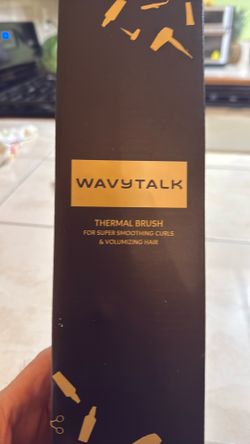 WAVYTALK
THERMAL BRUSH
FOR SUPER SMOOTHING CURLS
& VOLUMIZING HAIR